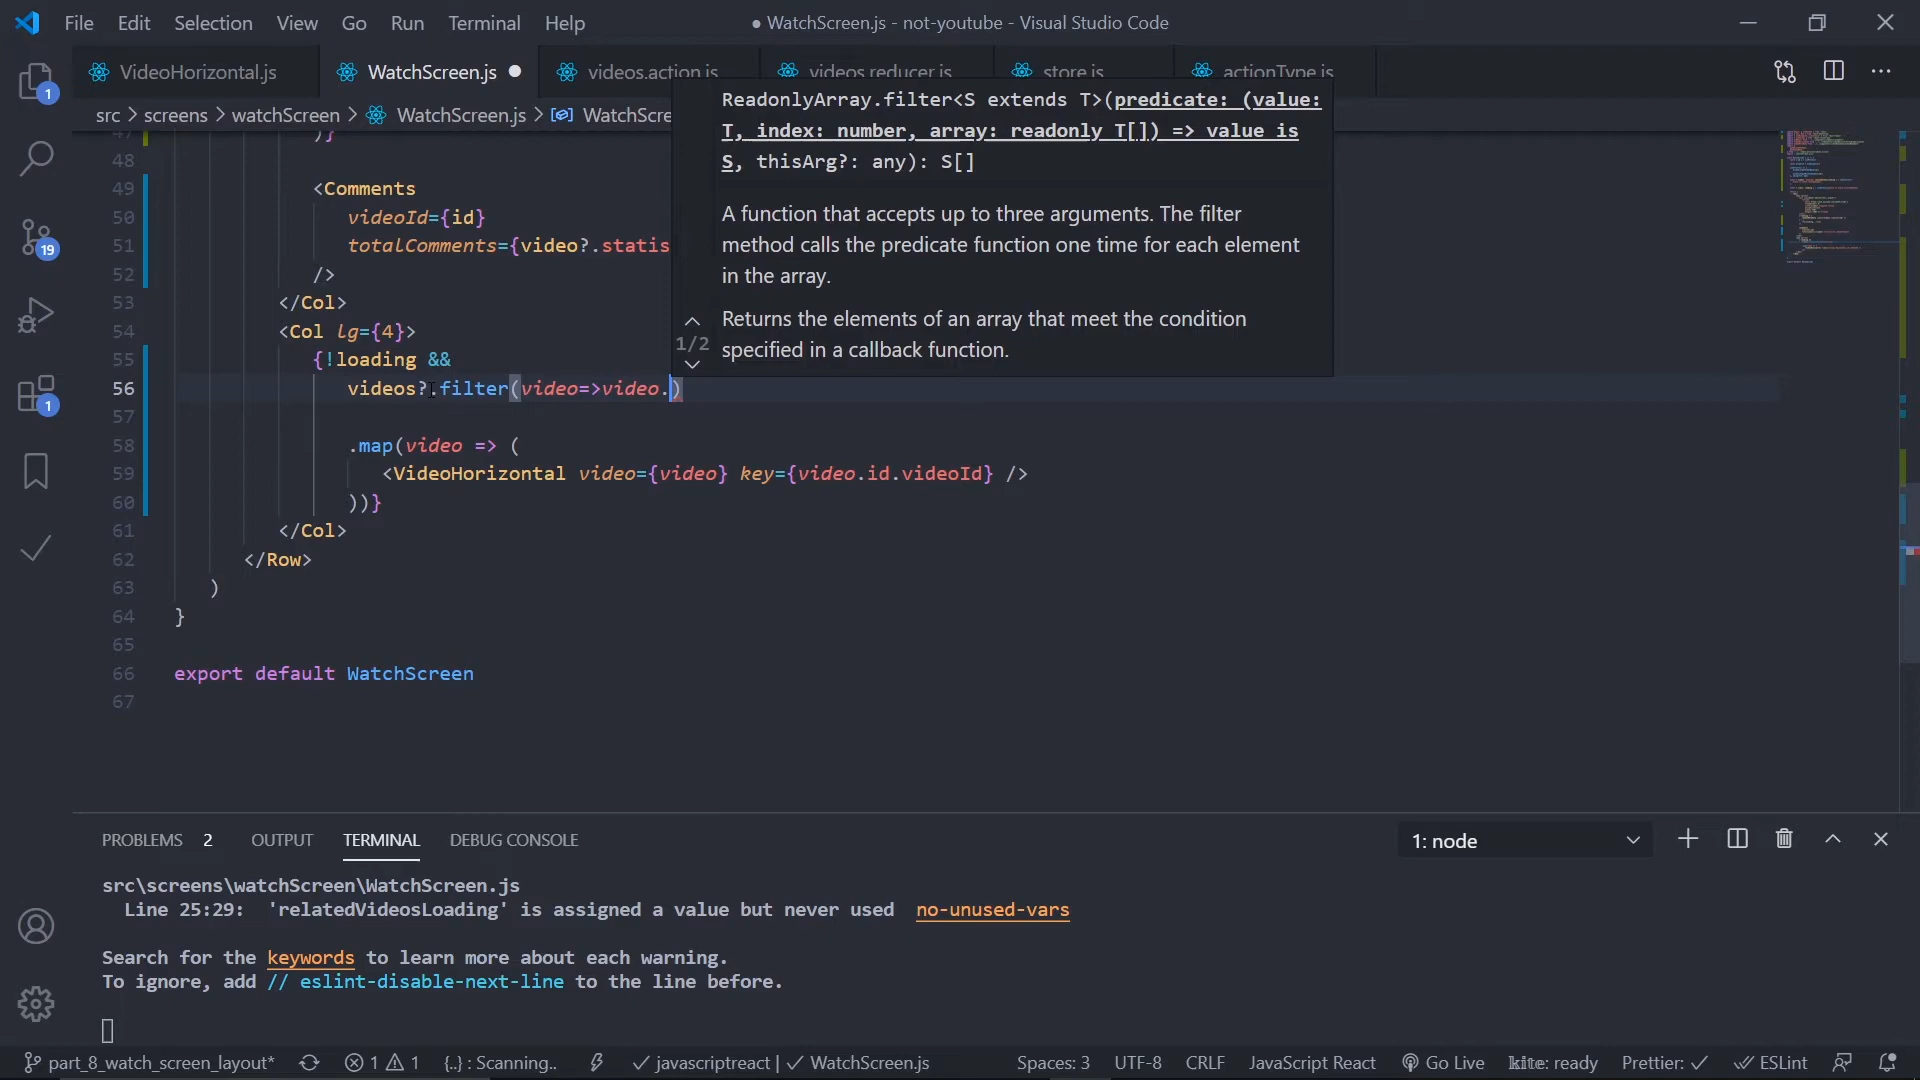 File Edit Selection View Go Run Terminal Help
● WatchScreen.js - not-youtube - Visual Studio Code
VideoHorizontal.js WatchScreen.js videos.action.js videos.reducer.js store.js actionType.js
src > screens > watchScreen > WatchScreen.js > WatchScre
ReadonlyArray.filter<S extends T>(predicate: (value:
T, index: number, array: readonly T[]) => value is
S, thisArg?: any): S[]
A function that accepts up to three arguments. The filter
method calls the predicate function one time for each element
in the array.
Returns the elements of an array that meet the condition
specified in a callback function.
1/2
47 )}
48
49 <Comments
50 videoId={id}
51 totalComments={video?.statis
52 />
53 </Col>
54 <Col lg={4}>
55 {!loading &&
56 videos?.filter(video=>video.)
57
58 .map(video => (
59 <VideoHorizontal video={video} key={video.id.videoId} />
60 ))}
61 </Col>
62 </Row>
63 )
64 }
65
66 export default WatchScreen
67
1
19
1
PROBLEMS 2 OUTPUT TERMINAL DEBUG CONSOLE 1: node
src\screens\watchScreen\WatchScreen.js
Line 25:29: 'relatedVideosLoading' is assigned a value but never used no-unused-vars
Search for the keywords to learn more about each warning.
To ignore, add // eslint-disable-next-line to the line before.
part_8_watch_screen_layout* 1 1 {..} : Scanning.. javascriptreact | WatchScreen.js Spaces: 3 UTF-8 CRLF JavaScript React Go Live kite: ready Prettier: ESLint